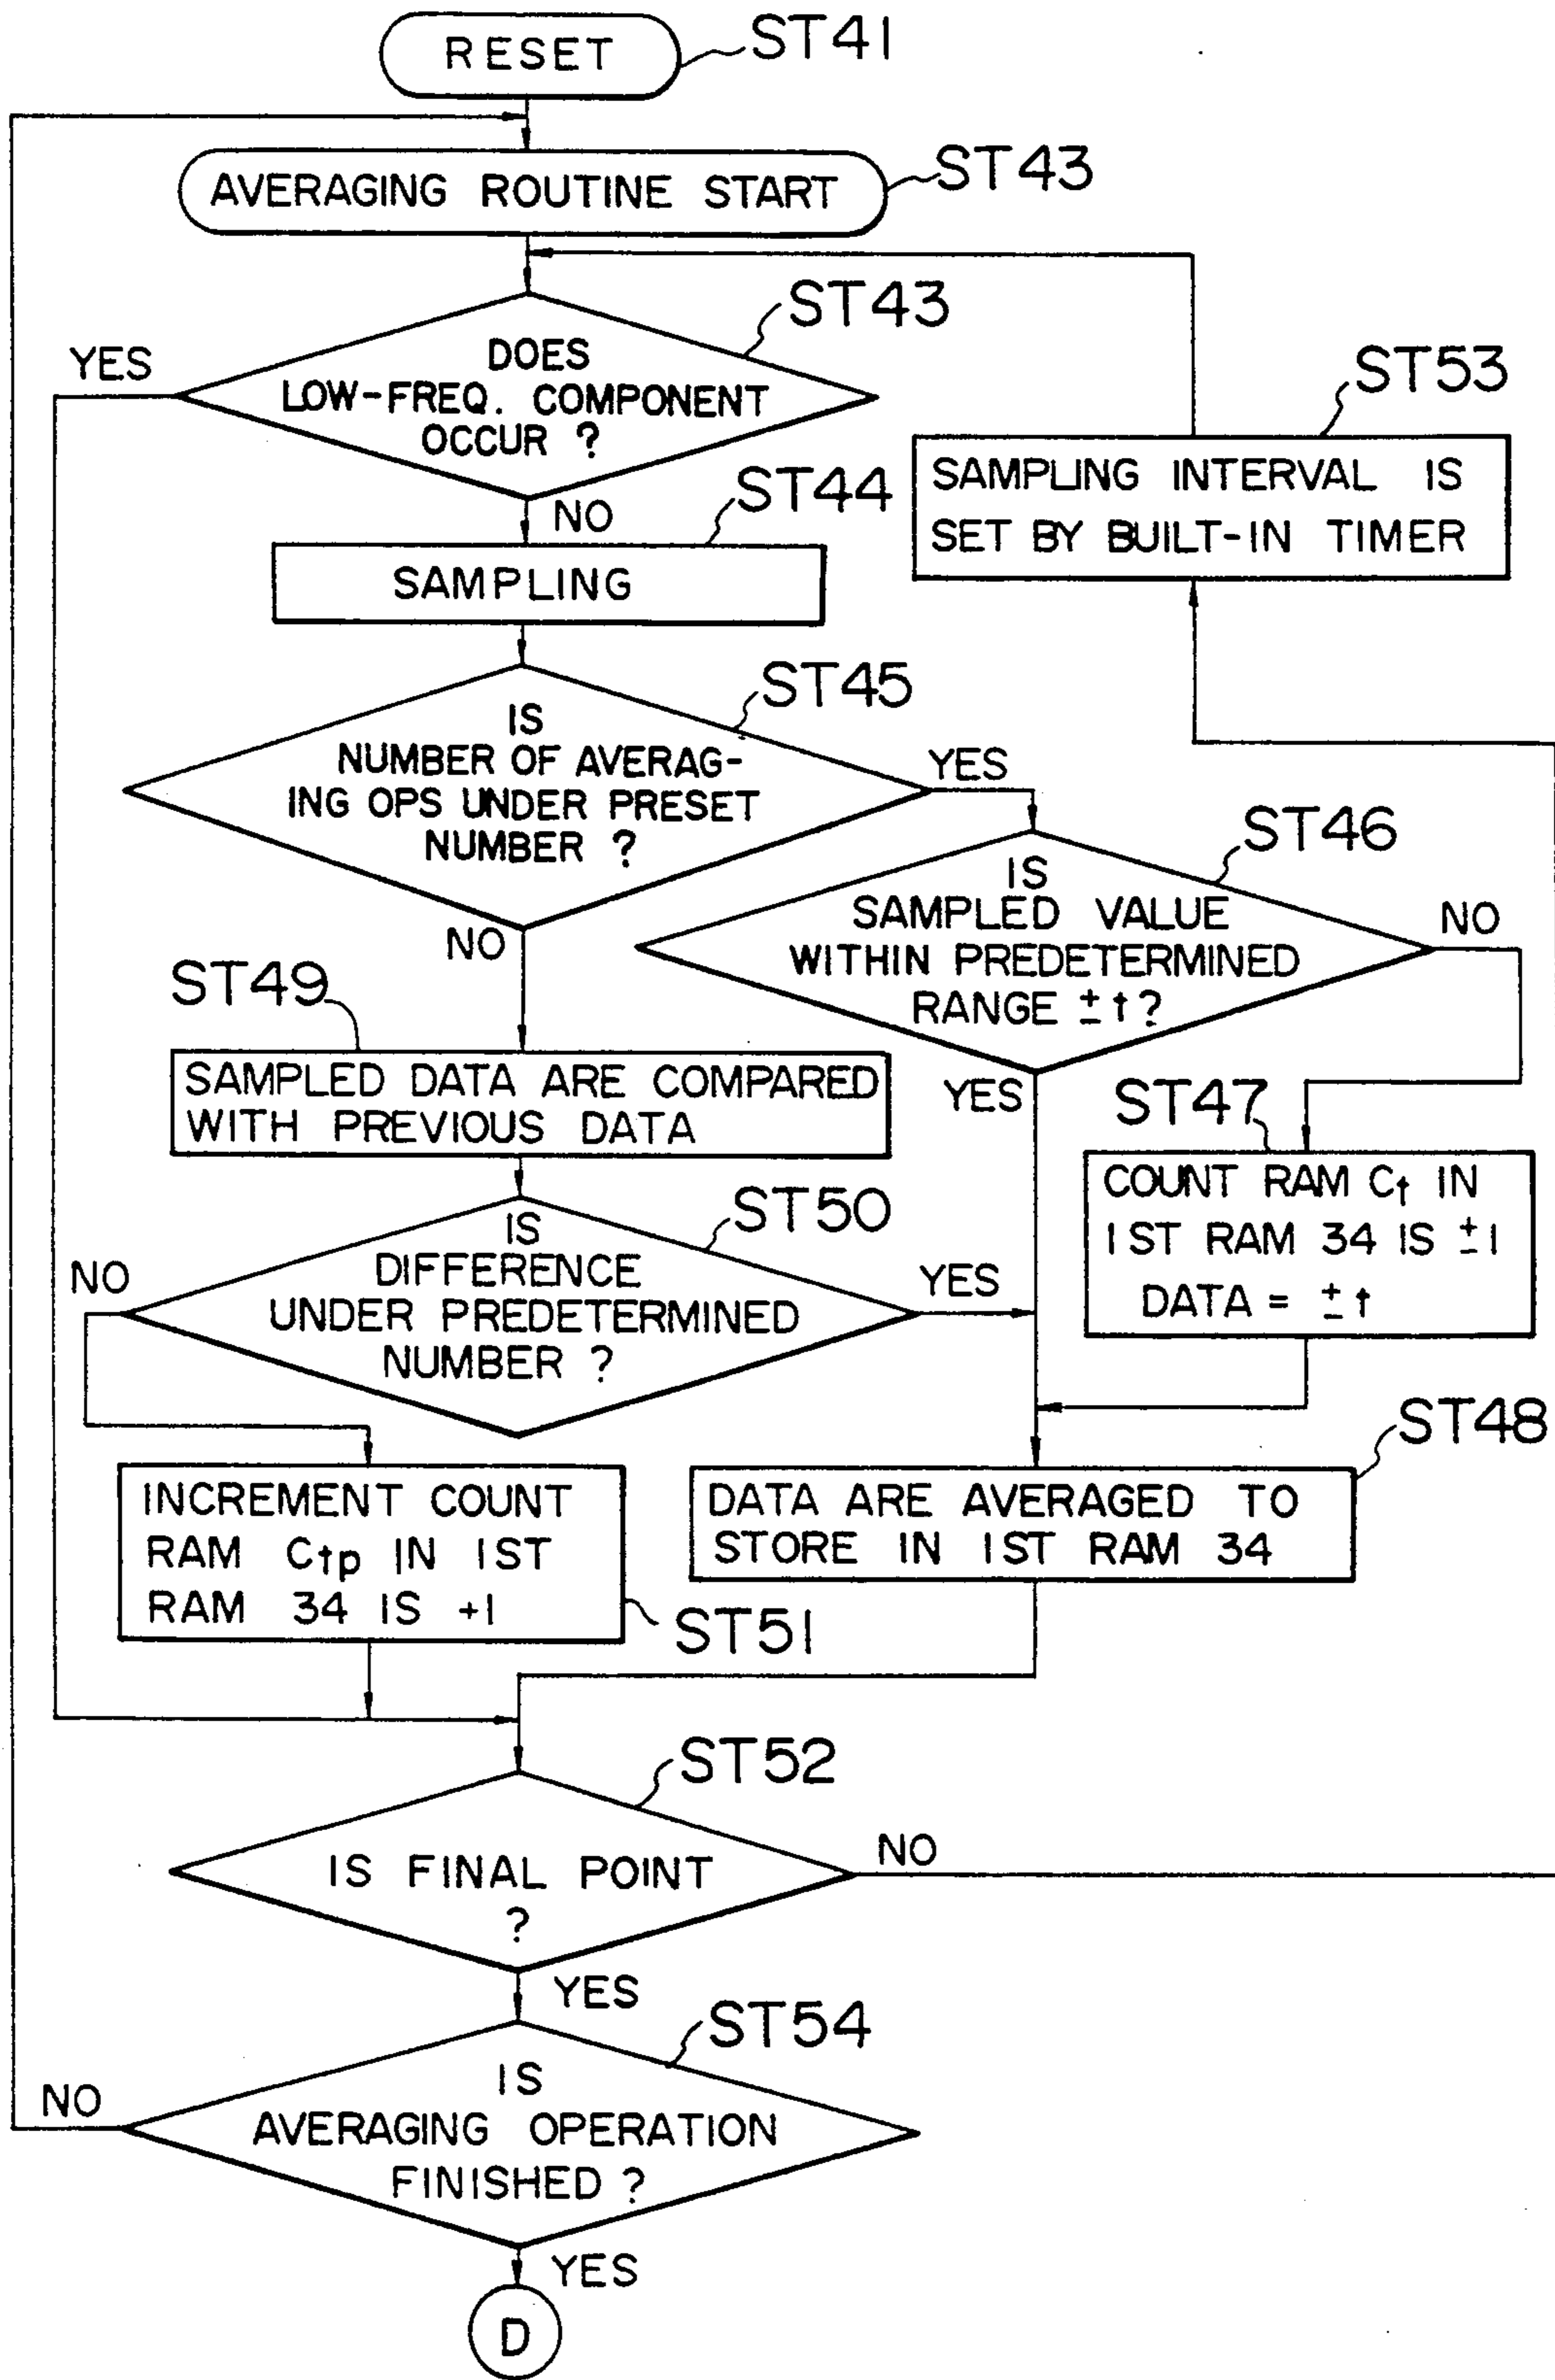 RESET
ST41
AVERAGING ROUTINE START
ST43
DOES
LOW-FREQ. COMPONENT
OCCUR ?
ST43
YES
NO
SAMPLING
ST44
SAMPLING INTERVAL IS
SET BY BUILT-IN TIMER
ST53
IS
NUMBER OF AVERAG-
ING OPS UNDER PRESET
NUMBER ?
ST45
YES
NO
IS
SAMPLED VALUE
WITHIN PREDETERMINED
RANGE ± t?
ST46
NO
YES
ST49
SAMPLED DATA ARE COMPARED
WITH PREVIOUS DATA
ST47
COUNT RAM Ct IN
1ST RAM 34 IS ±1
DATA = ± t
IS
DIFFERENCE
UNDER PREDETERMINED
NUMBER ?
ST50
NO
YES
ST48
DATA ARE AVERAGED TO
STORE IN 1ST RAM 34
INCREMENT COUNT
RAM Ctp IN 1ST
RAM 34 IS +1
ST51
ST52
IS FINAL POINT
?
NO
YES
ST54
IS
AVERAGING OPERATION
FINISHED ?
NO
YES
D